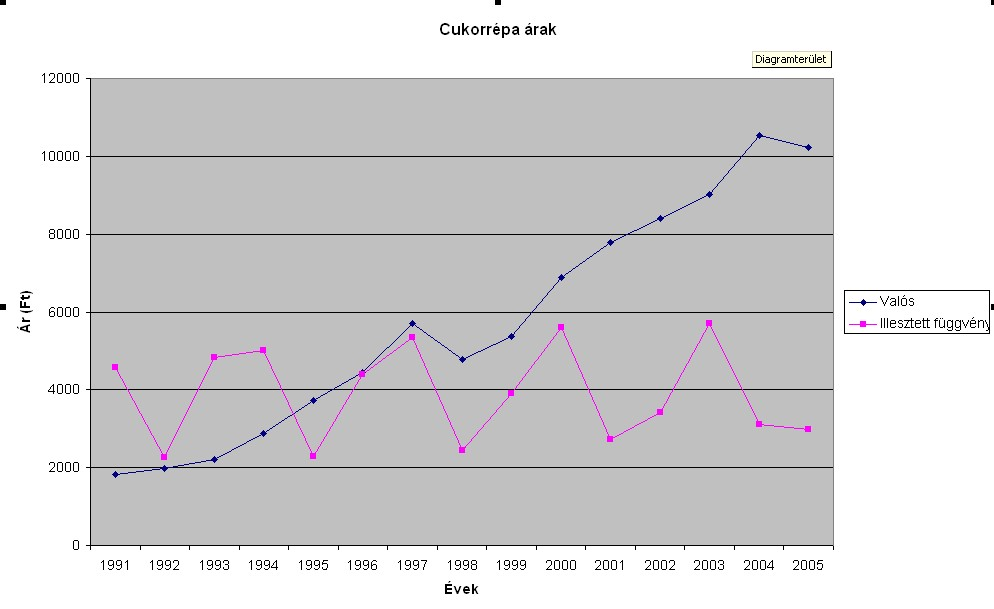 Cukorrépa árak
Diagramterület
12000
10000
8000
6000
4000
2000
0
Ár (Ft)
1991 1992 1993 1994 1995 1996 1997 1998 1999 2000 2001 2002 2003 2004 2005
Évek
Valós
Illesztett függvény